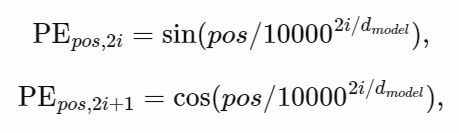 PE_{pos,2i} = sin(pos/10000^{2i/d_{model}}),
PE_{pos,2i+1} = cos(pos/10000^{2i/d_{model}}),